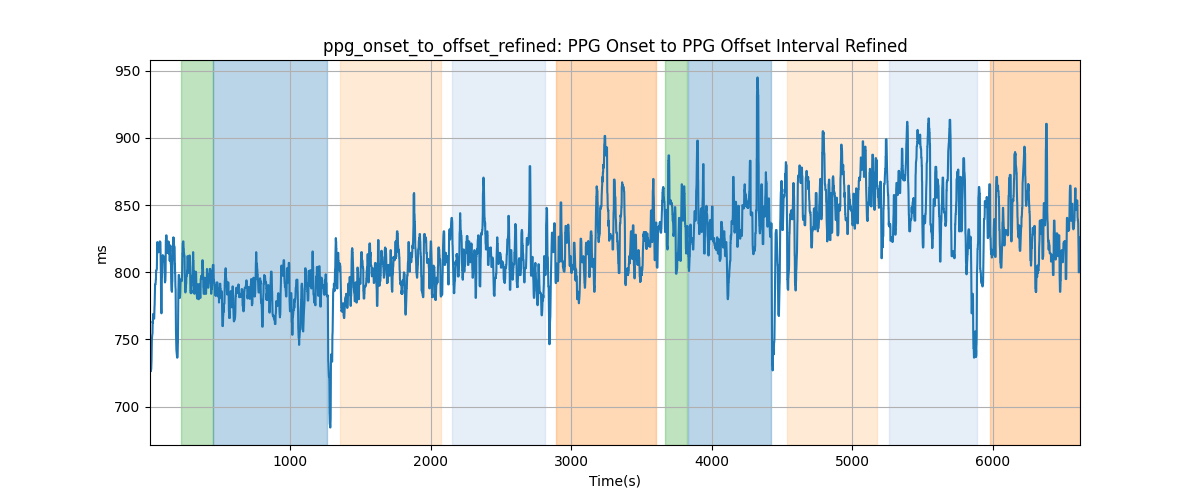 ppg_onset_to_offset_refined: PPG Onset to PPG Offset Interval Refined
950
900
850
800
750
700
ms
1000 2000 3000 4000 5000 6000
Time(s)